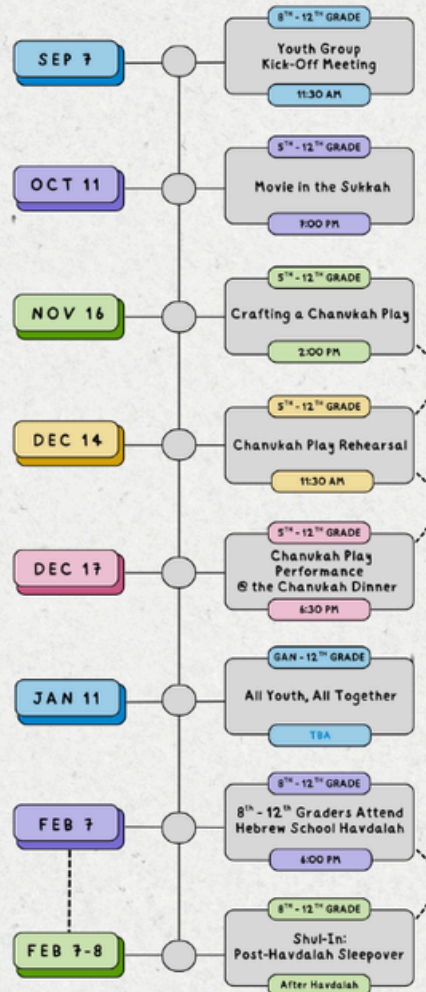 SEP 7
8TH - 12TH GRADE
Youth Group
Kick-Off Meeting
11:30 AM
OCT 11
5TH - 12TH GRADE
Movie in the Sukkah
7:00 PM
NOV 16
5TH - 12TH GRADE
Crafting a Chanukah Play
2:00 PM
DEC 14
5TH - 12TH GRADE
Chanukah Play Rehearsal
11:30 AM
DEC 17
5TH - 12TH GRADE
Chanukah Play
Performance
@ the Chanukah Dinner
6:30 PM
JAN 11
GAN - 12TH GRADE
All Youth, All Together
TBA
FEB 7
8TH - 12TH GRADE
8th - 12th Graders Attend
Hebrew School Havdalah
6:00 PM
FEB 7-8
8TH - 12TH GRADE
Shul-In:
Post-Havdalah Sleepover
After Havdalah